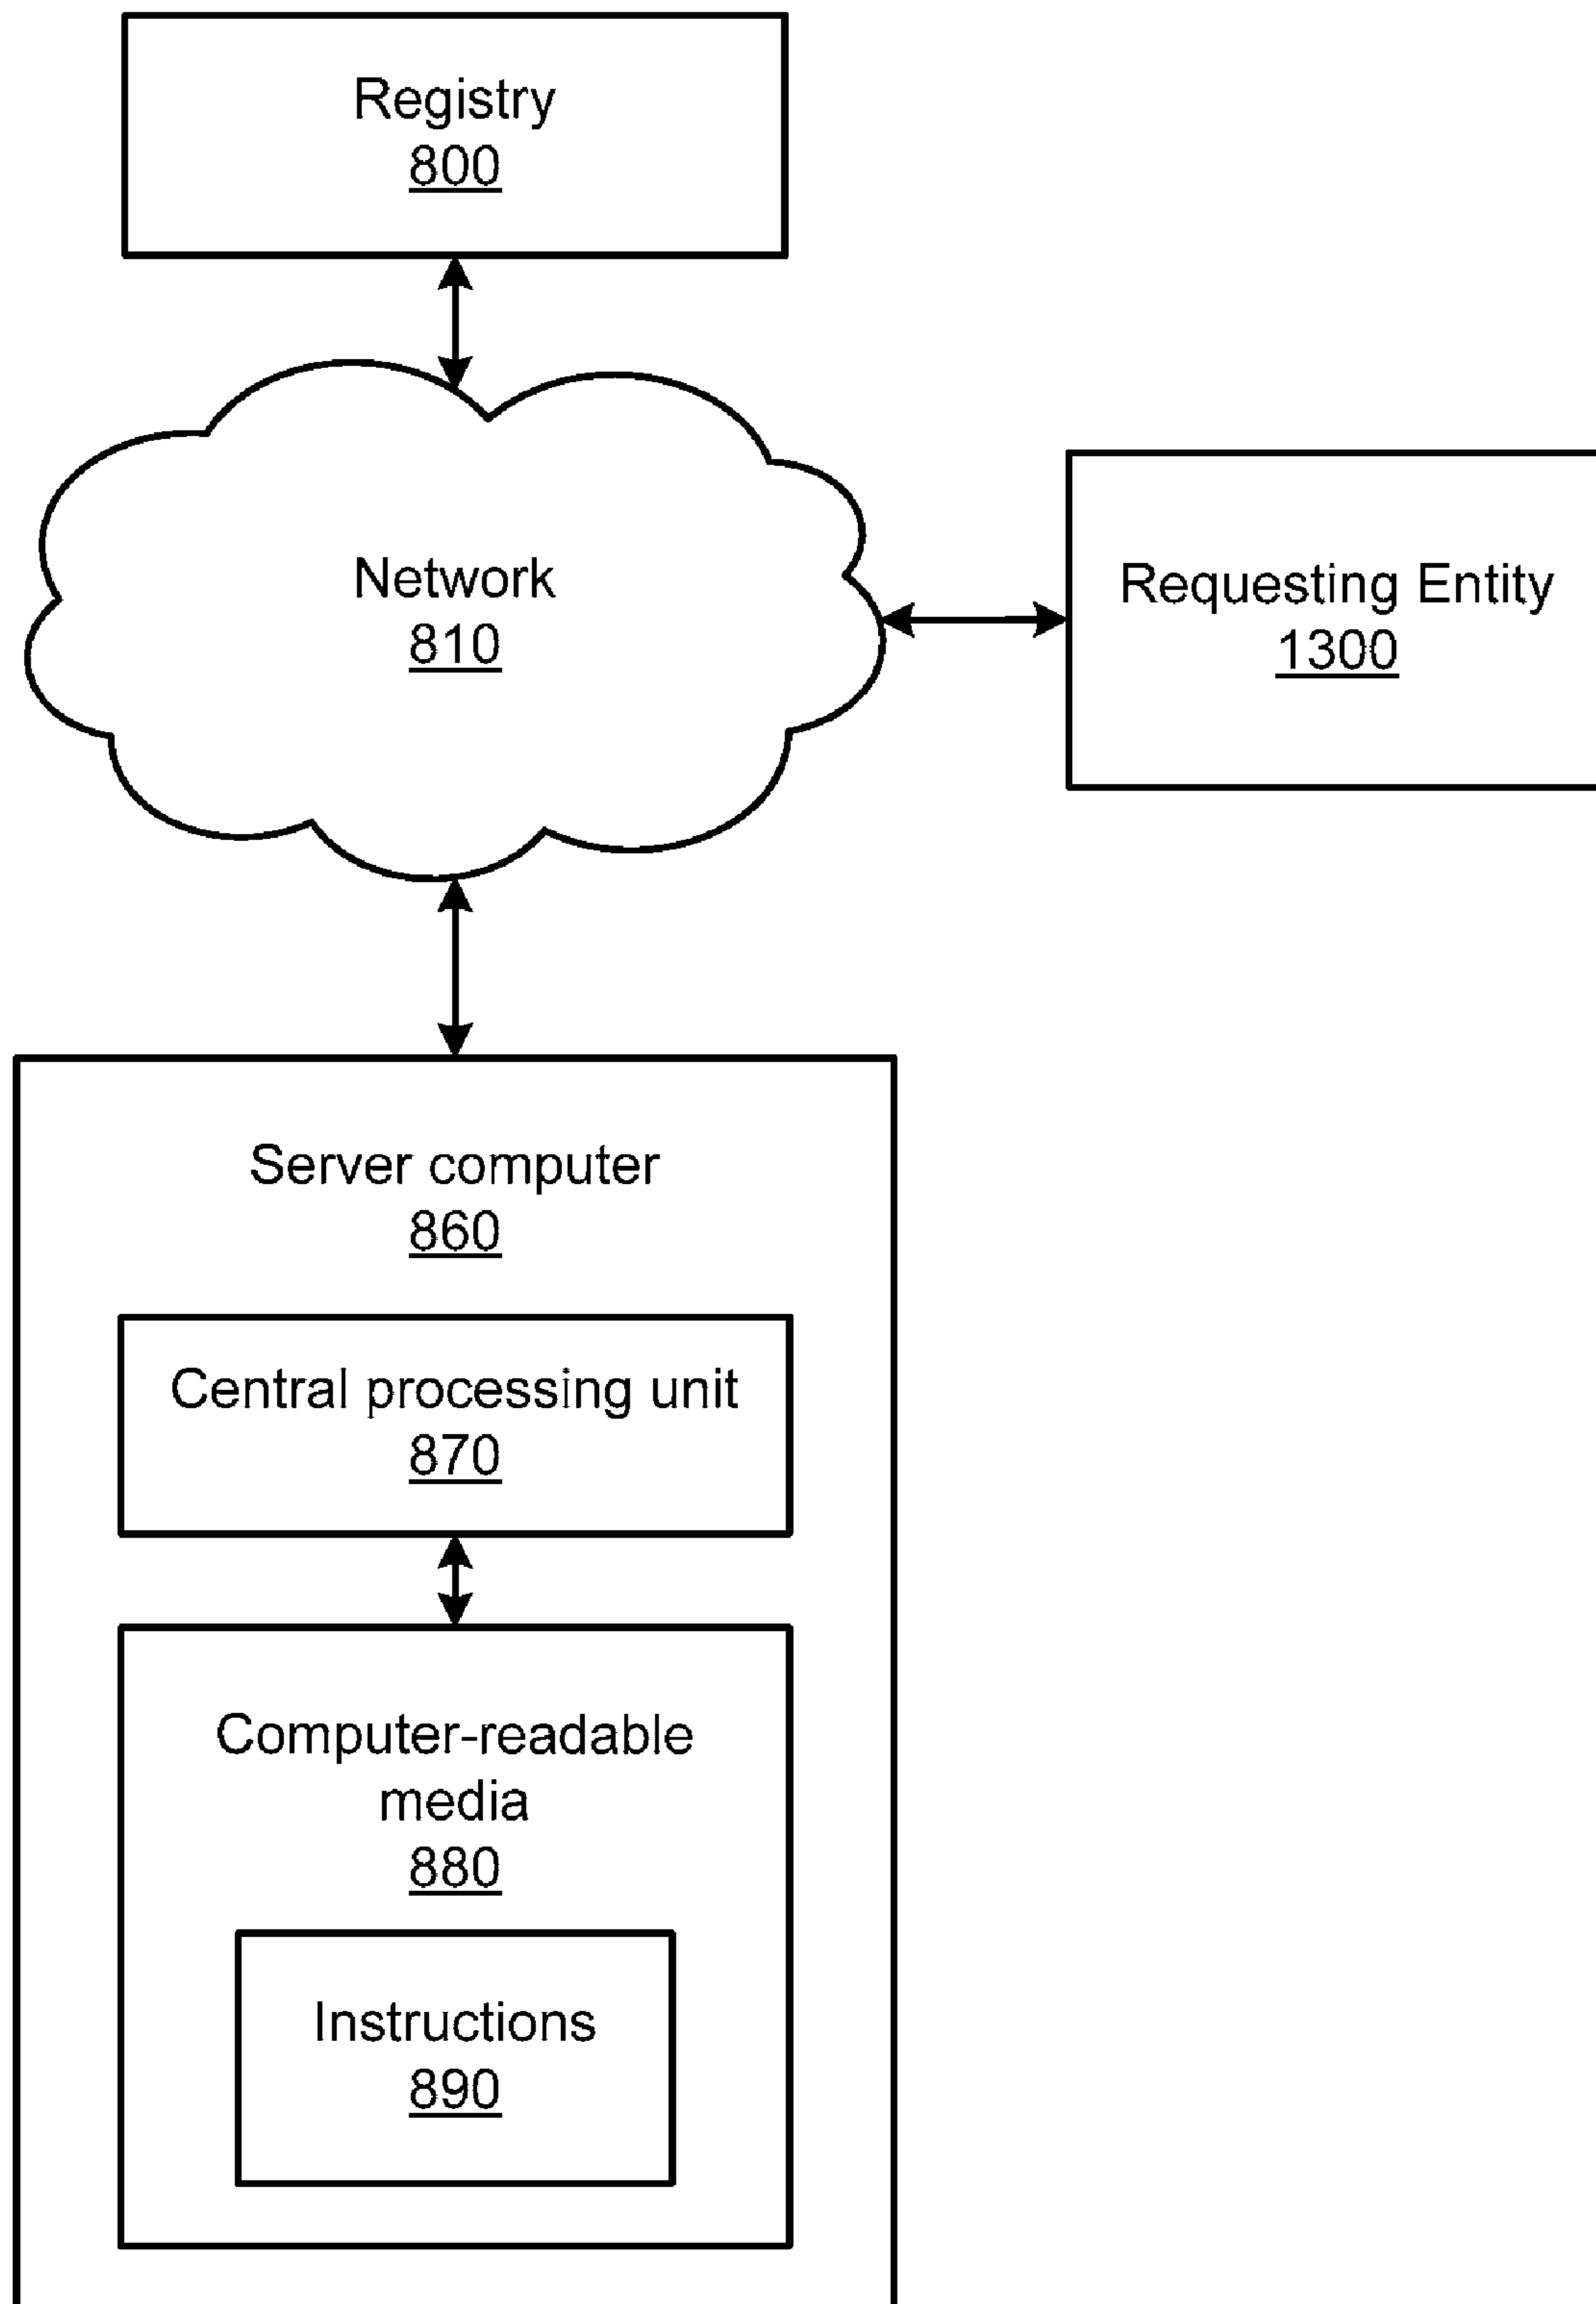 Registry
800
Network
810
Requesting Entity
1300
Server computer
860
Central processing unit
870
Computer-readable
media
880
Instructions
890